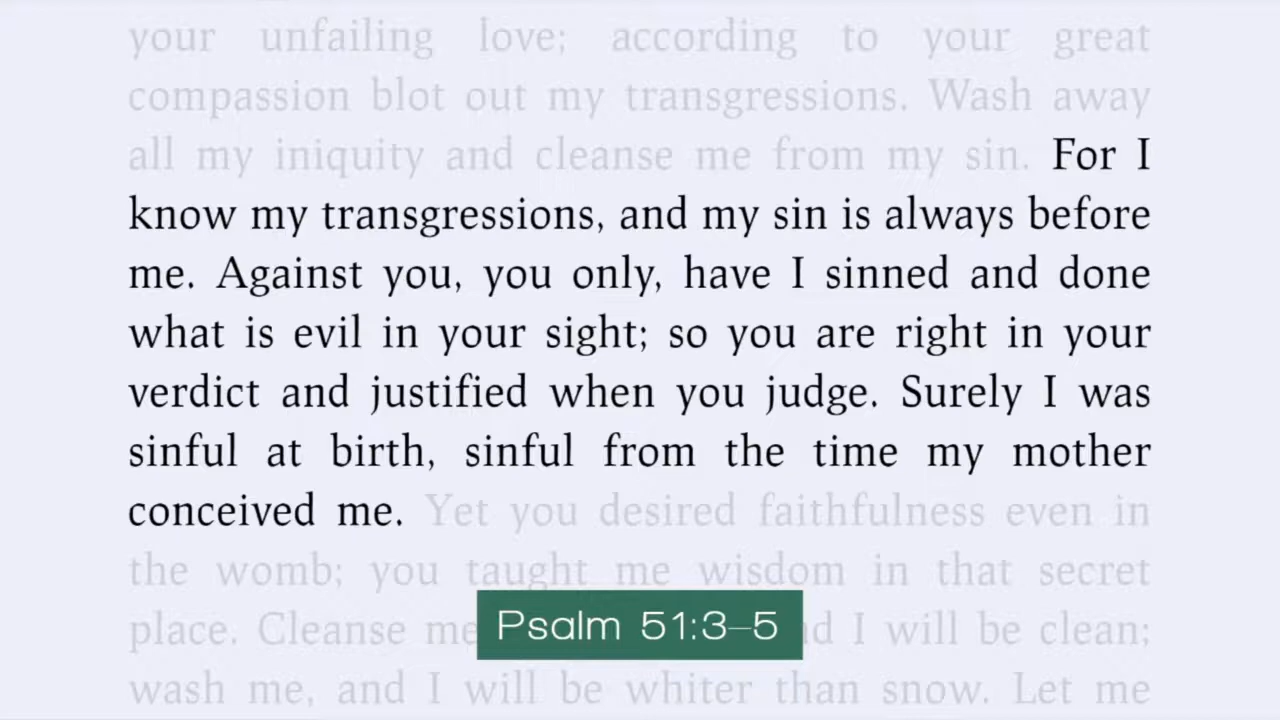 your unfailing love; according to your great
compassion blot out my transgressions. Wash away
all my iniquity and cleanse me from my sin. For I
know my transgressions, and my sin is always before
me. Against you, you only, have I sinned and done
what is evil in your sight; so you are right in your
verdict and justified when you judge. Surely I was
sinful at birth, sinful from the time my mother
conceived me. Yet you desired faithfulness even in
the womb; you taught me wisdom in that secret
place. Cleanse me I will be clean;
Psalm 51:3–5
wash me, and I will be whiter than snow. Let me